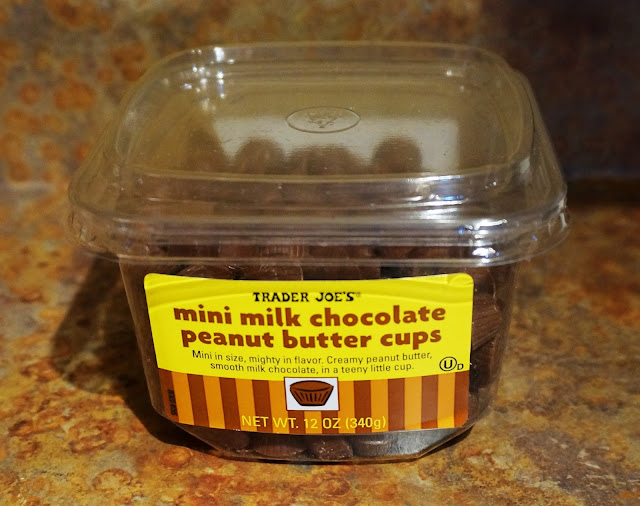 TRADER JOE'S
mini milk chocolate
peanut butter cups
Mini in size, mighty in flavor. Creamy peanut butter,
smooth milk chocolate, in a teeny little cup.
U D
NET WT. 12 OZ (340g)